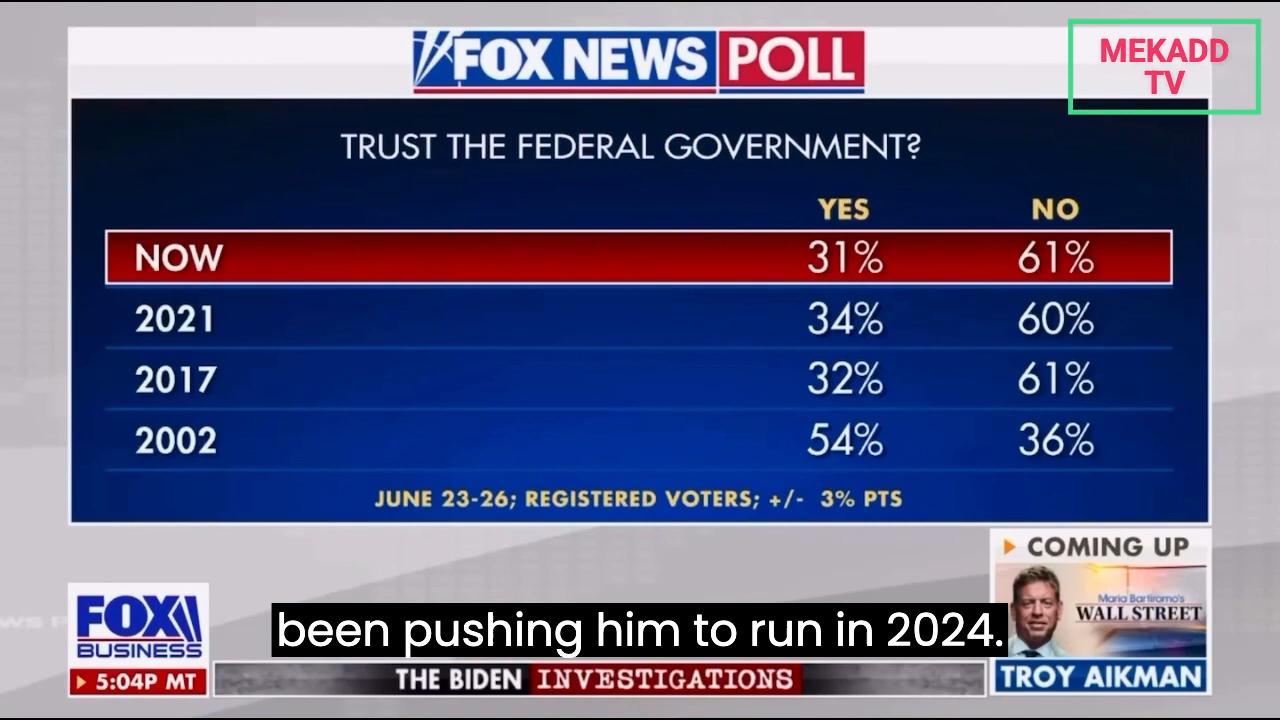 FOX NEWS POLL
MEKADD
TV
TRUST THE FEDERAL GOVERNMENT?
YES NO
NOW 31% 61%
2021 34% 60%
2017 32% 61%
2002 54% 36%
JUNE 23-26; REGISTERED VOTERS; +/- 3% PTS
COMING UP
Maria Bartiromo's
WALL STREET
TROY AIKMAN
FOX
BUSINESS
5:04P MT
been pushing him to run in 2024.
THE BIDEN INVESTIGATIONS